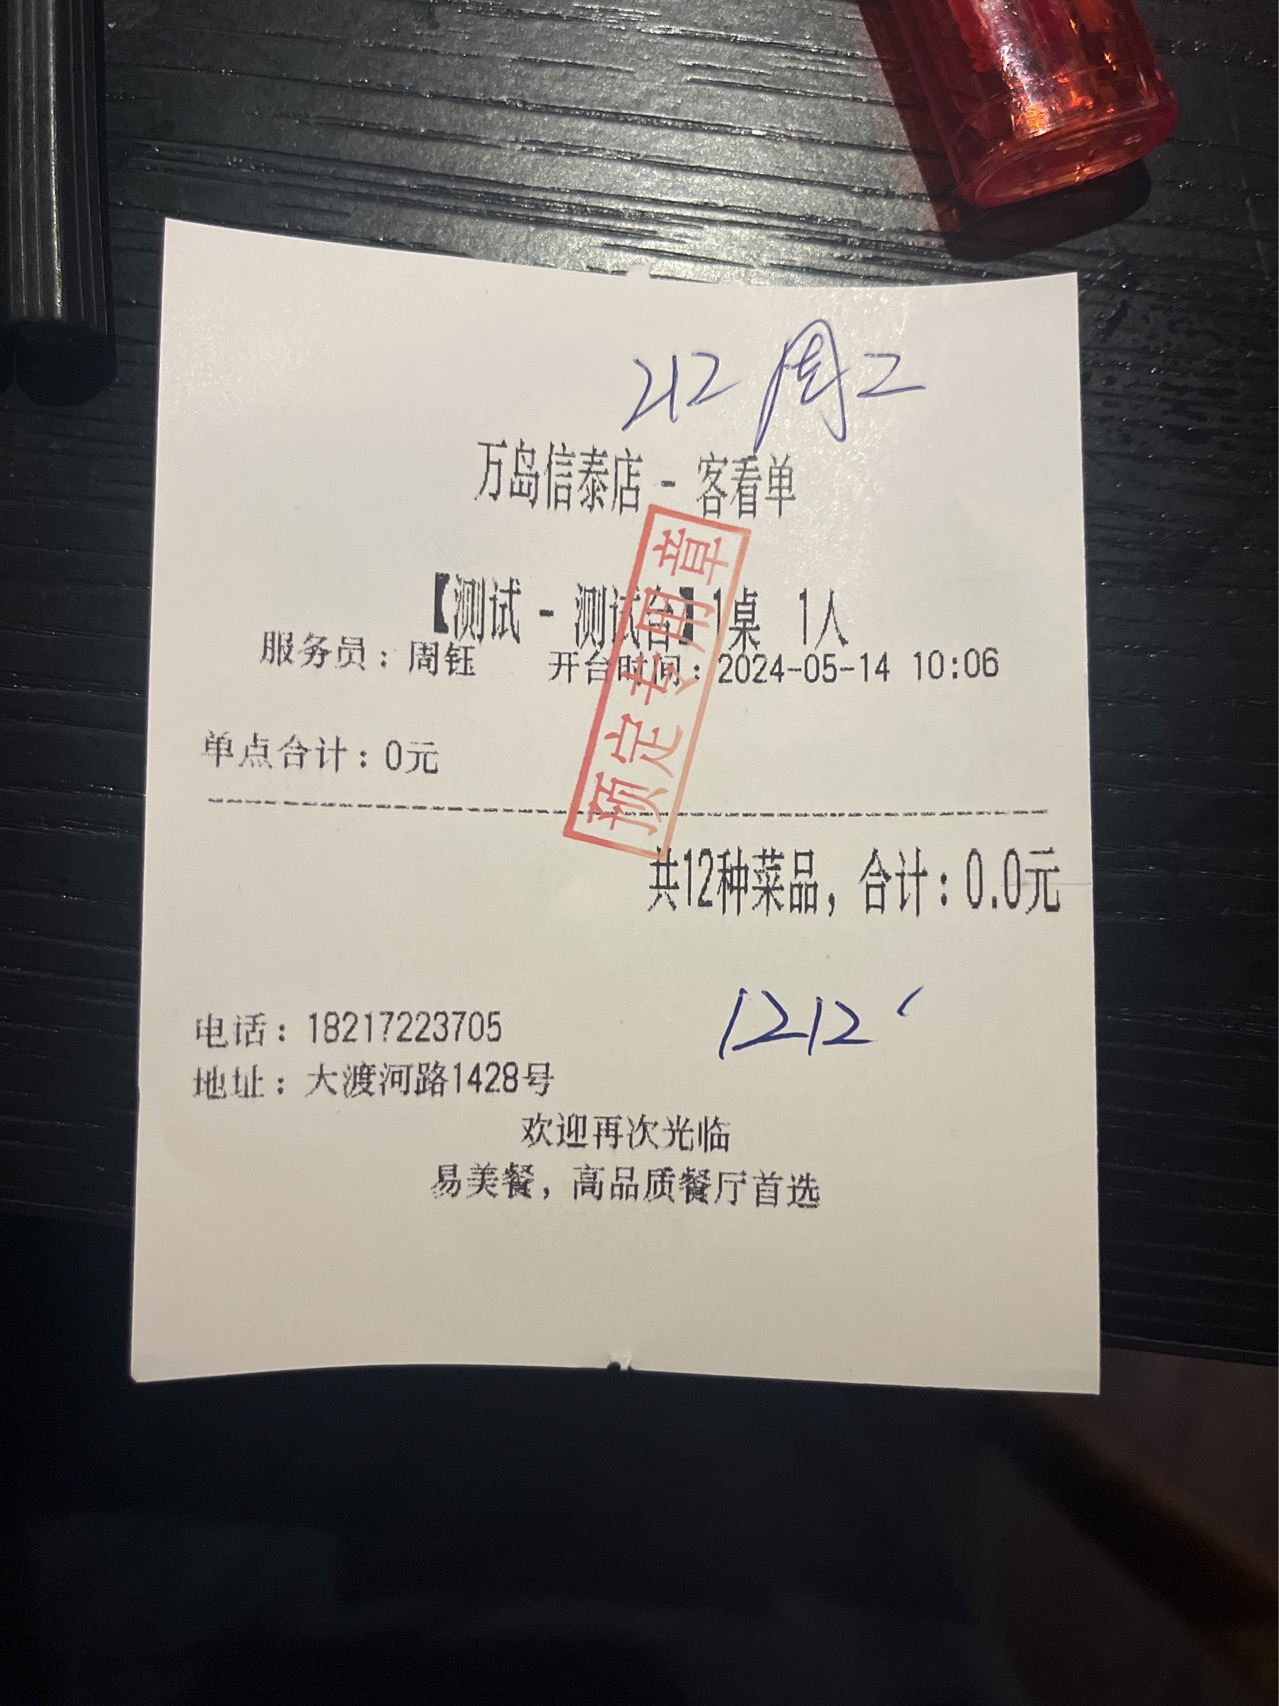 212 周二
万岛信泰店 - 客看单
【测试 - 测试台】1桌 1人
服务员：周钰 开台时间：2024-05-14 10:06
预定专用章
单点合计：0元
共12种菜品，合计：0.0元
1212
电话：18217223705
地址：大渡河路1428号
欢迎再次光临
易美餐，高品质餐厅首选